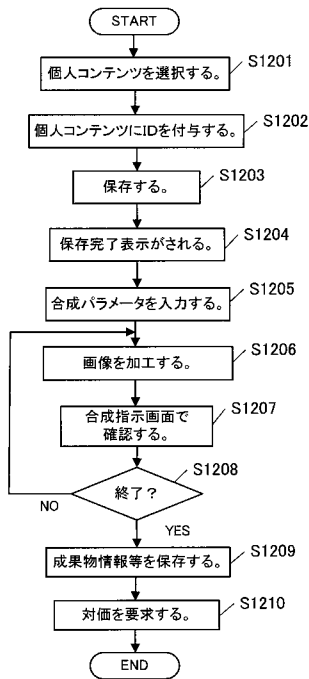 START
個人コンテンツを選択する。 S1201
個人コンテンツにIDを付与する。 S1202
保存する。 S1203
保存完了表示がされる。 S1204
合成パラメータを入力する。 S1205
画像を加工する。 S1206
合成指示画面で
確認する。 S1207
終了? S1208
NO
YES
成果物情報等を保存する。 S1209
対価を要求する。 S1210
END